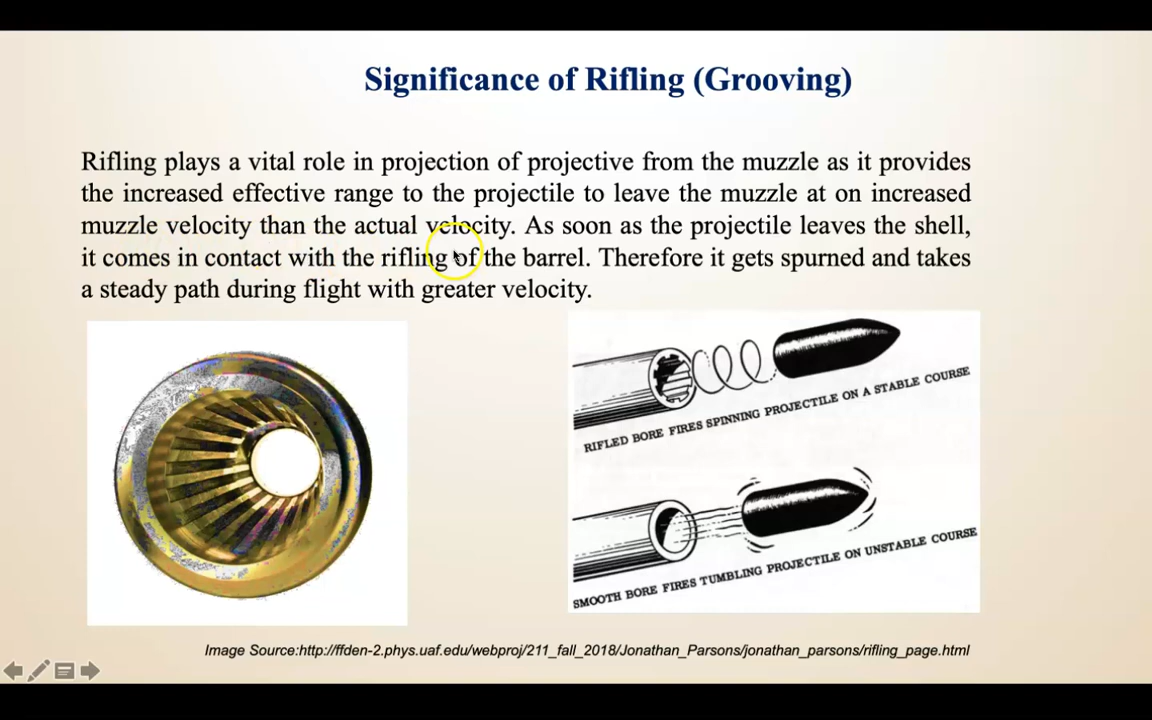 Significance of Rifling (Grooving)
Rifling plays a vital role in projection of projective from the muzzle as it provides
the increased effective range to the projectile to leave the muzzle at on increased
muzzle velocity than the actual velocity. As soon as the projectile leaves the shell,
it comes in contact with the rifling of the barrel. Therefore it gets spurned and takes
a steady path during flight with greater velocity.
RIFLED BORE FIRES SPINNING PROJECTILE ON A STABLE COURSE
SMOOTH BORE FIRES TUMBLING PROJECTILE ON UNSTABLE COURSE
Image Source:http://ffden-2.phys.uaf.edu/webproj/211_fall_2018/Jonathan_Parsons/jonathan_parsons/rifling_page.html